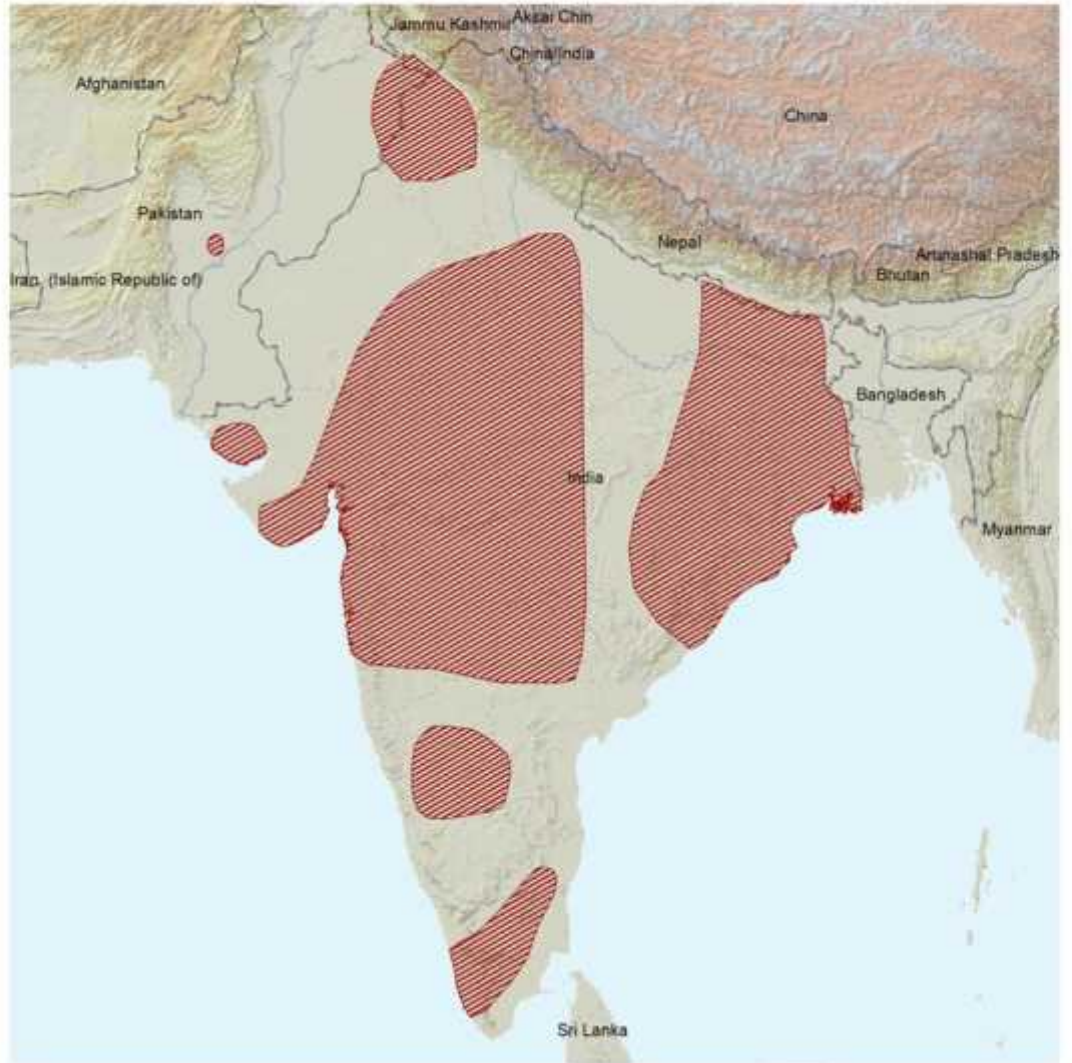 Jammu Kashmir
Aksai Chin
China/India
Afghanistan
China
Pakistan
Nepal
Arunashal Pradesh
Bhutan
Iran (Islamic Republic of)
Bangladesh
India
Myanmar
Sri Lanka